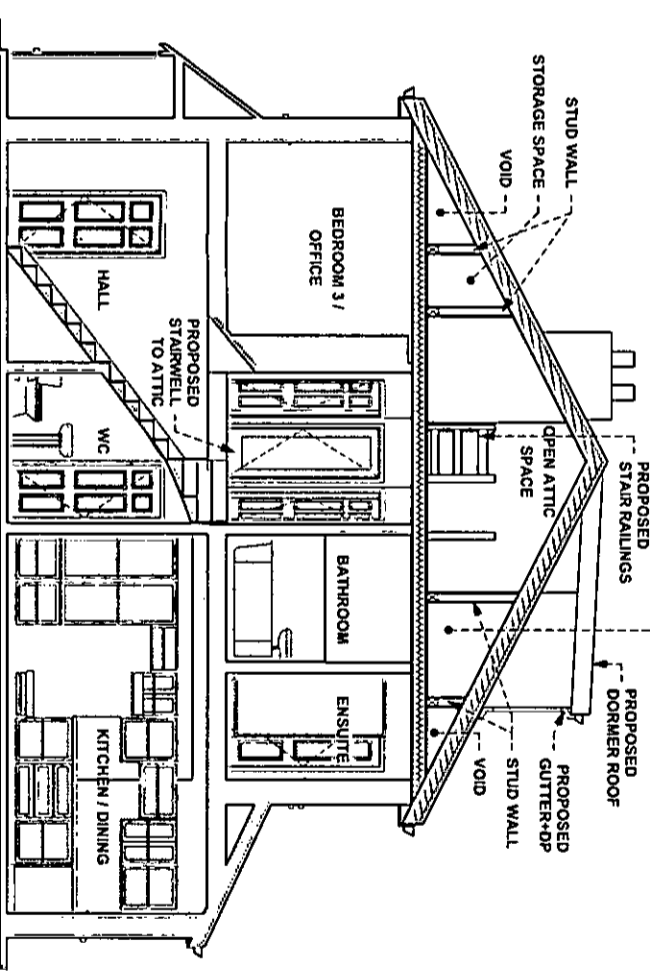 STUD WALL
STORAGE SPACE
VOID
PROPOSED
STAIR RAILINGS
OPEN ATTIC
SPACE
PROPOSED
DORMER ROOF
PROPOSED
GUTTER+DP
STUD WALL
VOID
BEDROOM 3 /
OFFICE
PROPOSED
STAIRWELL
TO ATTIC
BATHROOM
ENSUITE
HALL
WC
KITCHEN / DINING